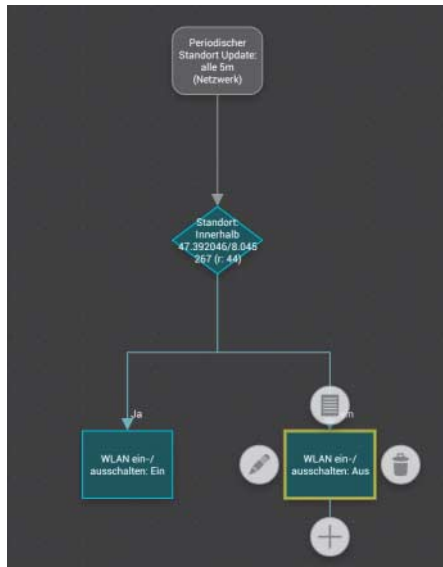 Periodischer
Standort Update:
alle 5m
(Netzwerk)
Standort:
Innerhalb
47.392046/8.045
267 (r: 44)
Ja
WLAN ein-/
ausschalten: Ein
WLAN ein-/
ausschalten: Aus